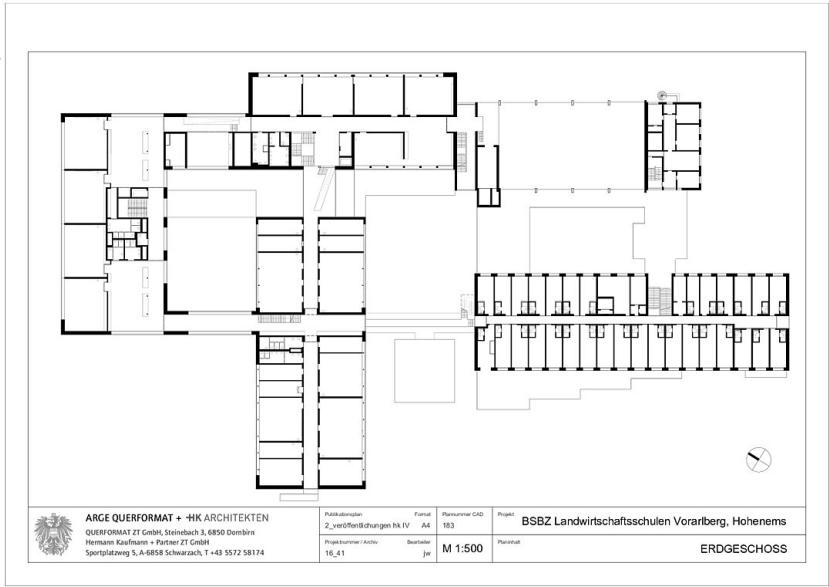 ARGE QUERFORMAT + HK ARCHITEKTEN
QUERFORMAT ZT GmbH, Steinebach 3, 6850 Dornbirn
Hermann Kaufmann + Partner ZT GmbH
Sportplatzweg 5, A-6858 Schwarzach, T +43 5572 58174
Publikationsplan Format
2_veröffentlichungen hk IV A4
Projektnummer / Archiv Bearbeiter
16_41 jw
Plannummer CAD
183
M 1:500
Projekt
BSBZ Landwirtschaftsschulen Vorarlberg, Hohenems
Planinhalt
ERDGESCHOSS